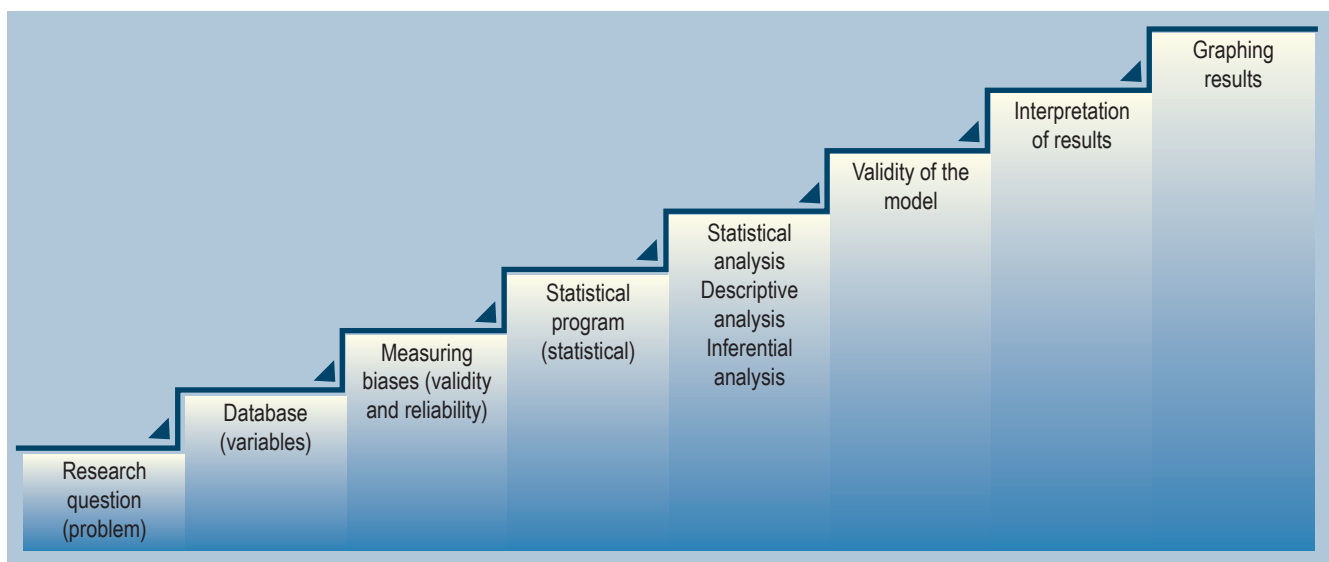 Research
question
(problem)
Database
(variables)
Measuring
biases (validity
and reliability)
Statistical
program
(statistical)
Statistical
analysis
Descriptive
analysis
Inferential
analysis
Validity of the
model
Interpretation
of results
Graphing
results